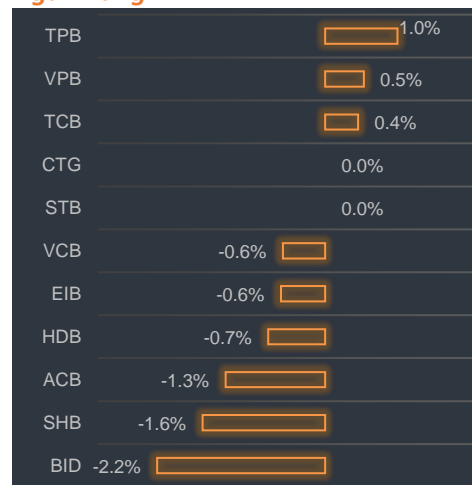 TPB 1.0%
VPB 0.5%
TCB 0.4%
CTG 0.0%
STB 0.0%
VCB -0.6%
EIB -0.6%
HDB -0.7%
ACB -1.3%
SHB -1.6%
BID -2.2%